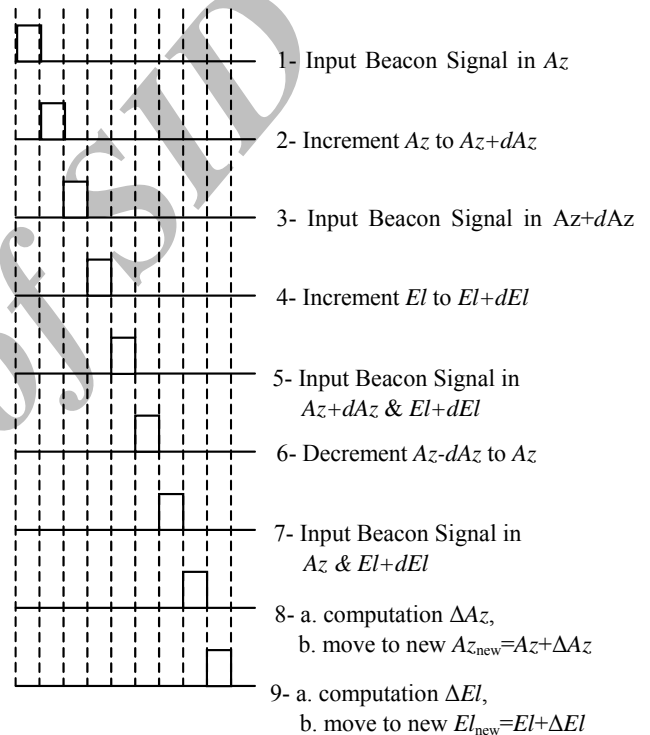 1- Input Beacon Signal in Az
2- Increment Az to Az+dAz
3- Input Beacon Signal in Az+dAz
4- Increment El to El+dEl
5- Input Beacon Signal in
Az+dAz & El+dEl
6- Decrement Az-dAz to Az
7- Input Beacon Signal in
Az & El+dEl
8- a. computation ΔAz,
b. move to new Aznew=Az+ΔAz
9- a. computation ΔEl,
b. move to new Elnew=El+ΔEl
of SID